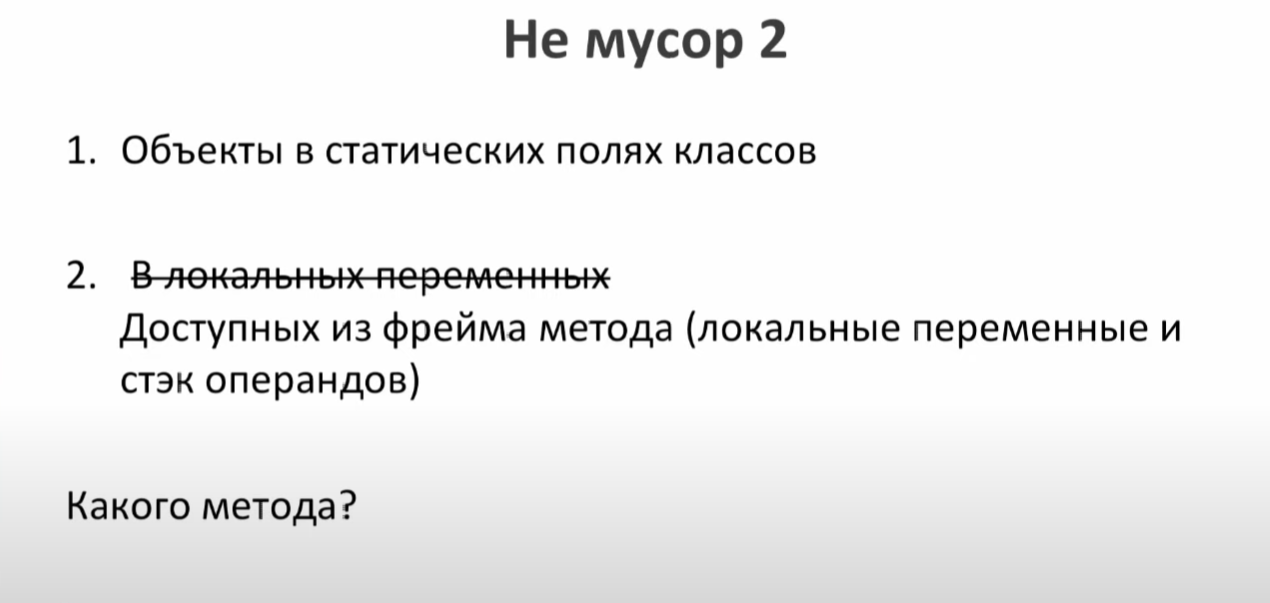 Не мусор 2
1. Объекты в статических полях классов
2. В локальных переменных
Доступных из фрейма метода (локальные переменные и
стэк операндов)
Какого метода?